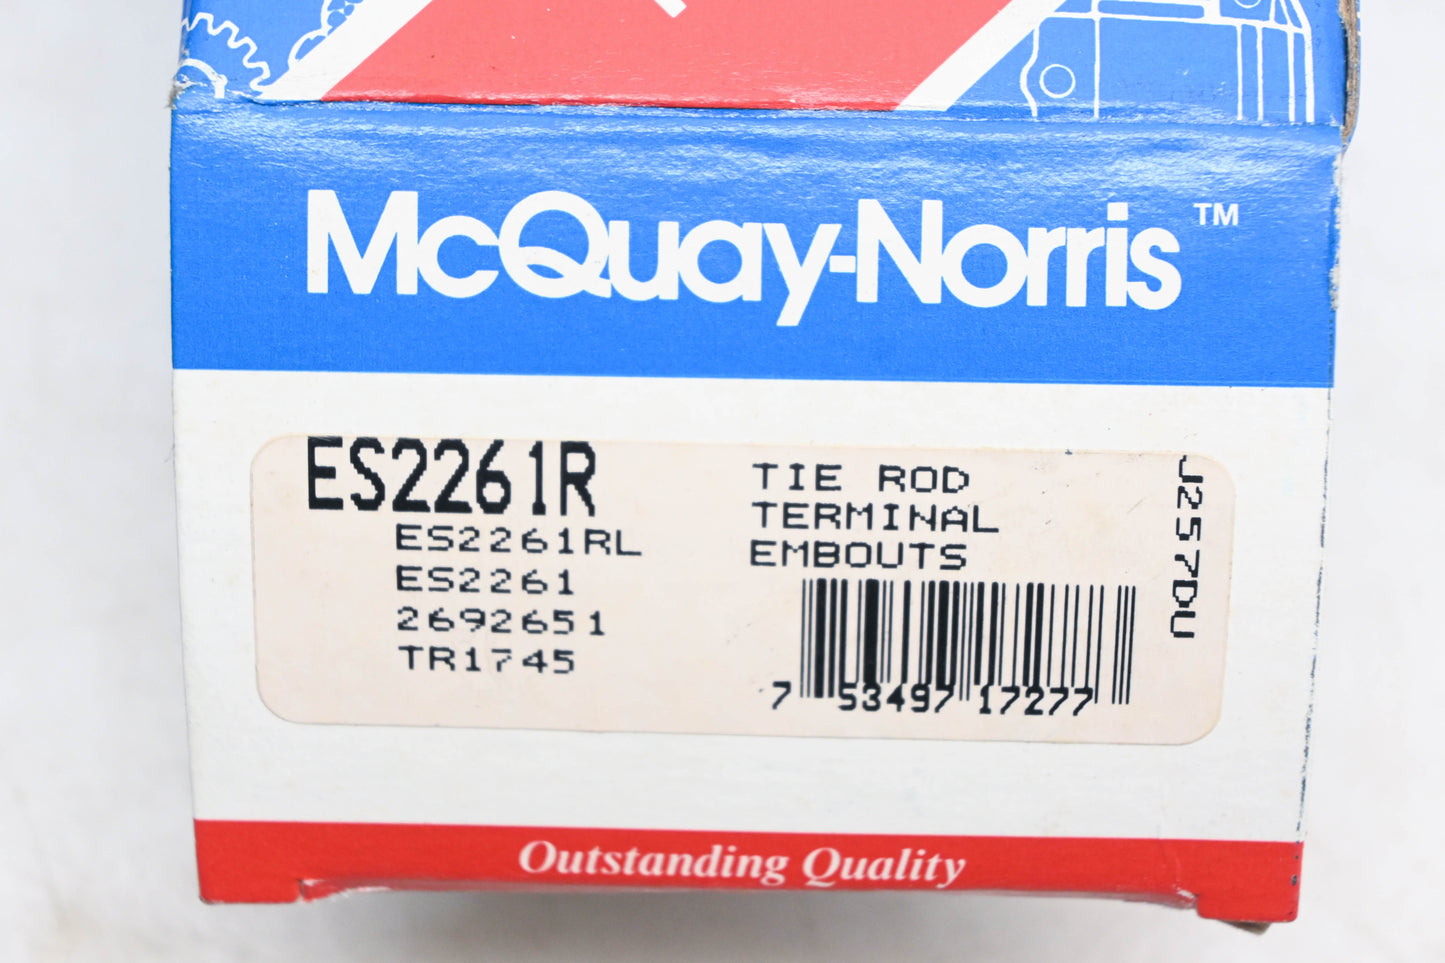 McQuay-Norris™
ES2261R
ES2261RL
ES2261
2692651
TR1745
TIE ROD
TERMINAL
EMBOUTS
7 53497 17277
J257DU
Outstanding Quality